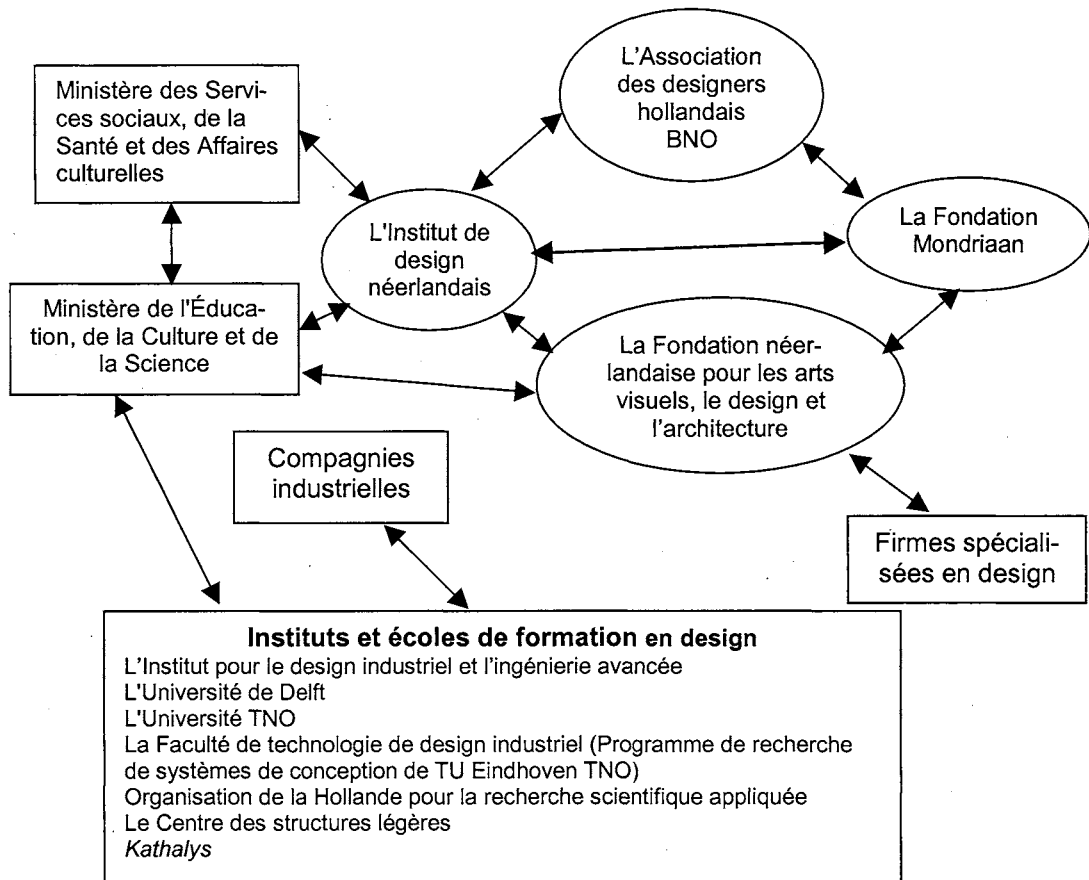 L'Association
des designers
hollandais
BNO
Ministère des Servi-
ces sociaux, de la
Santé et des Affaires
culturelles
La Fondation
Mondriaan
L'Institut de
design
néerlandais
Ministère de l'Éduca-
tion, de la Culture et de
la Science
La Fondation néer-
landaise pour les arts
visuels, le design et
l'architecture
Compagnies
industrielles
Firmes spéciali-
sées en design
Instituts et écoles de formation en design
L'Institut pour le design industriel et l'ingénierie avancée
L'Université de Delft
L'Université TNO
La Faculté de technologie de design industriel (Programme de recherche
de systèmes de conception de TU Eindhoven TNO)
Organisation de la Hollande pour la recherche scientifique appliquée
Le Centre des structures légères
Kathalys